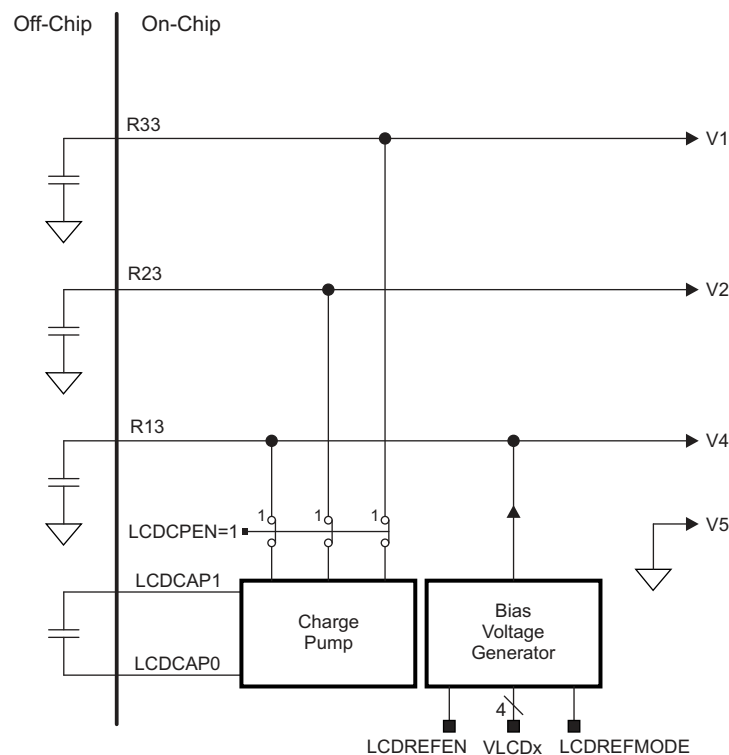 Off-Chip
On-Chip
R33
V1
R23
V2
R13
V4
1
1
1
LCDCPEN=1
V5
LCDCAP1
Charge
Pump
Bias
Voltage
Generator
LCDCAP0
4
LCDREFEN
VLCDx
LCDREFMODE